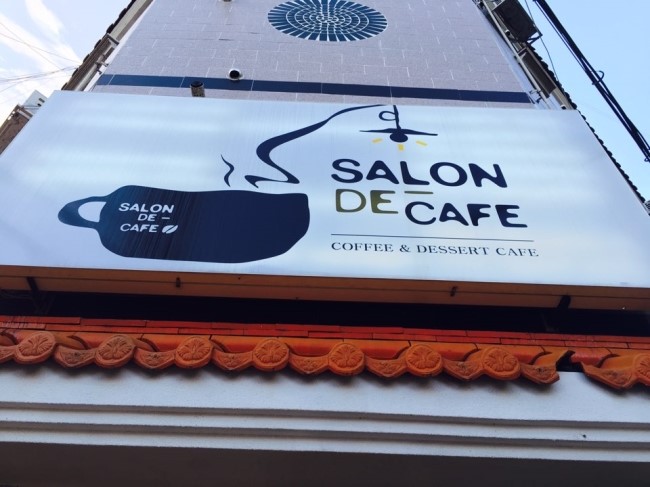 SALON
DE-
CAFE
SALON
DE-CAFE
COFFEE & DESSERT CAFE